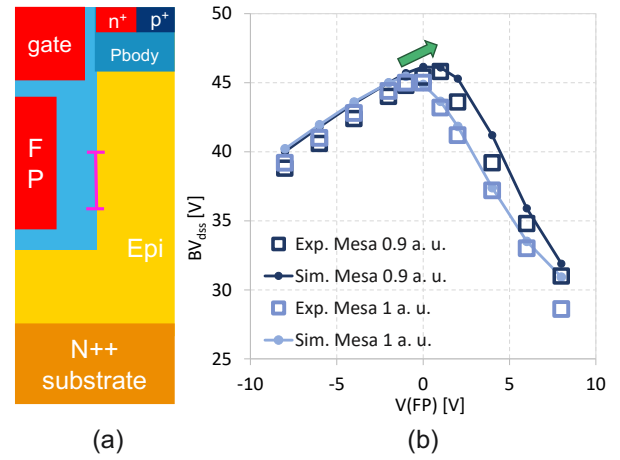 (a)
gate
n⁺
p⁺
Pbody
F
P
Epi
N++
substrate
(b)
BV_dss [V]
50
45
40
35
30
25
-10
-5
0
5
10
V(FP) [V]
Exp. Mesa 0.9 a. u.
Sim. Mesa 0.9 a. u.
Exp. Mesa 1 a. u.
Sim. Mesa 1 a. u.